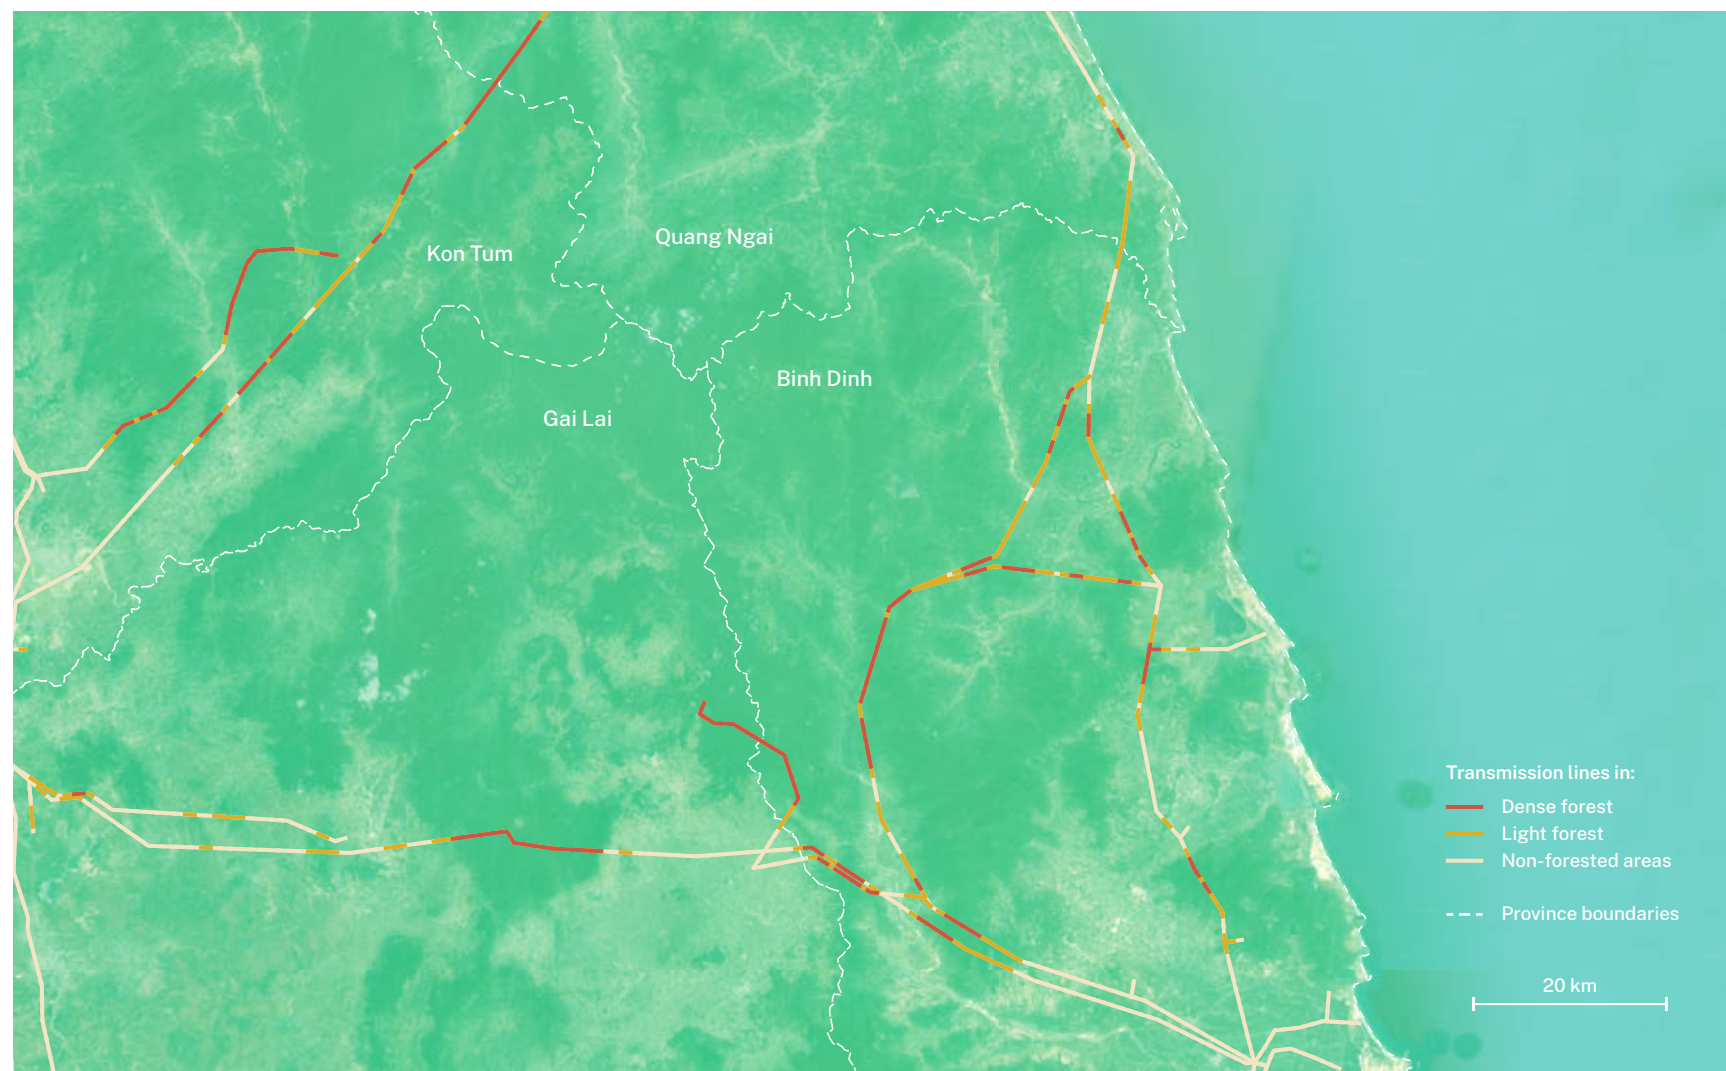 Quang Ngai
Kon Tum
Binh Dinh
Gai Lai
Transmission lines in:
Dense forest
Light forest
Non-forested areas
Province boundaries
20 km